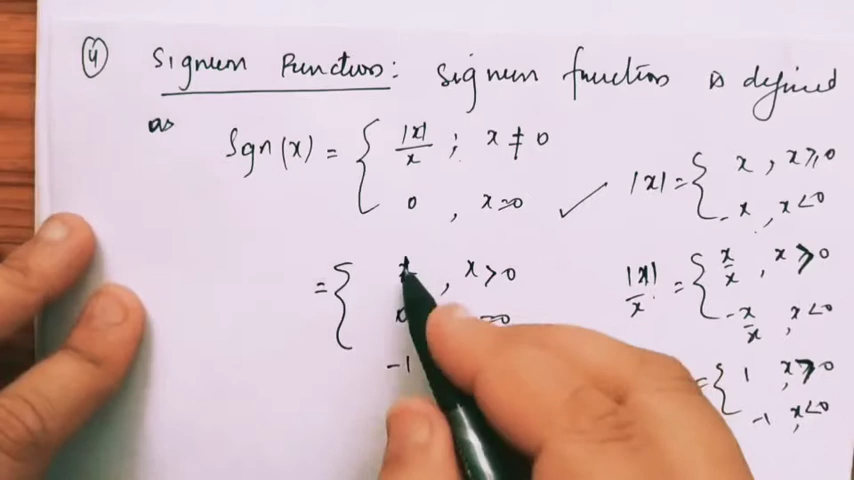 ④ Signum Function: Signum function is defined
as Sgn(x) = { |x|/x ; x ≠ 0
0 , x=0
|x| = { x , x⩾0
-x , x<0
= { , x>0
=0
-1
|x|/x = { x/x , x>0
-x/x , x<0
= { 1 , x>0
-1 , x<0